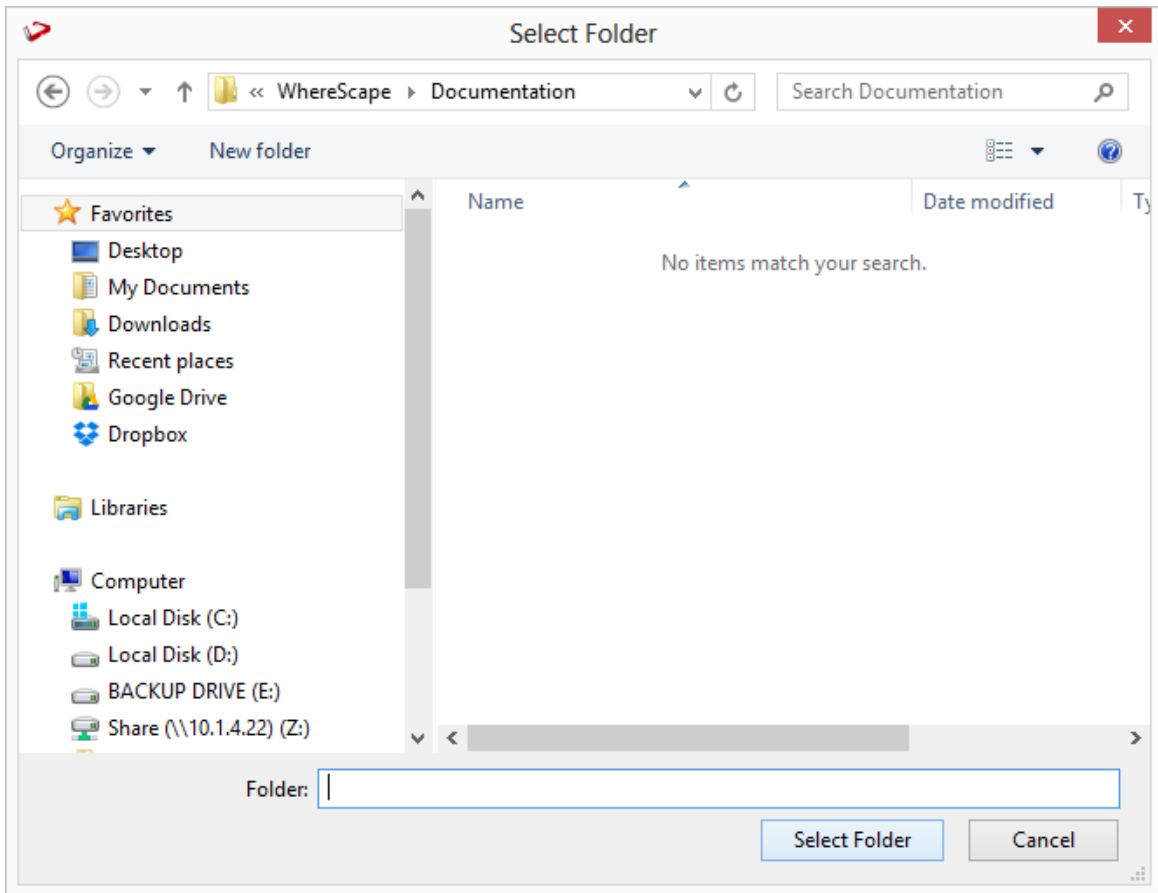 Select Folder
« WhereScape Documentation
Search Documentation
Organize
New folder
Name
Date modified
Ty
No items match your search.
Favorites
Desktop
My Documents
Downloads
Recent places
Google Drive
Dropbox
Libraries
Computer
Local Disk (C:)
Local Disk (D:)
BACKUP DRIVE (E:)
Share (\\10.1.4.22) (Z:)
Folder:
Select Folder
Cancel